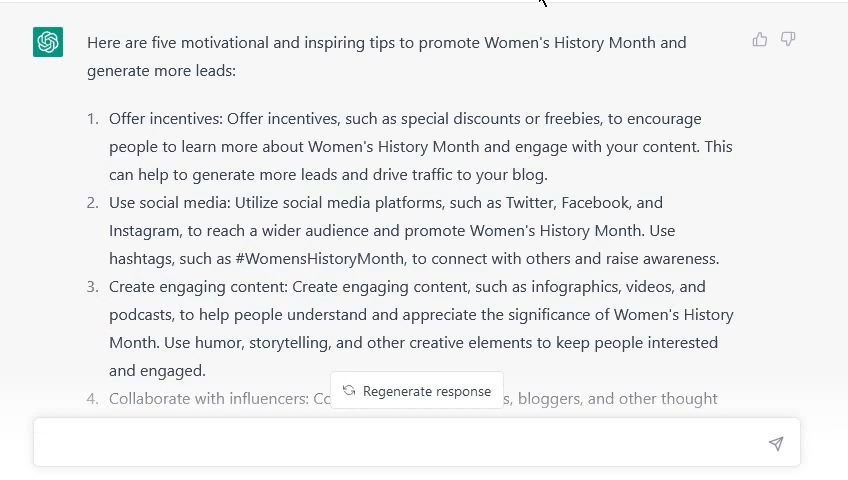 Here are five motivational and inspiring tips to promote Women's History Month and
generate more leads:
1. Offer incentives: Offer incentives, such as special discounts or freebies, to encourage
people to learn more about Women's History Month and engage with your content. This
can help to generate more leads and drive traffic to your blog.
2. Use social media: Utilize social media platforms, such as Twitter, Facebook, and
Instagram, to reach a wider audience and promote Women's History Month. Use
hashtags, such as #WomensHistoryMonth, to connect with others and raise awareness.
3. Create engaging content: Create engaging content, such as infographics, videos, and
podcasts, to help people understand and appreciate the significance of Women's History
Month. Use humor, storytelling, and other creative elements to keep people interested
and engaged.
Regenerate response
4. Collaborate with influencers: bloggers, and other thought